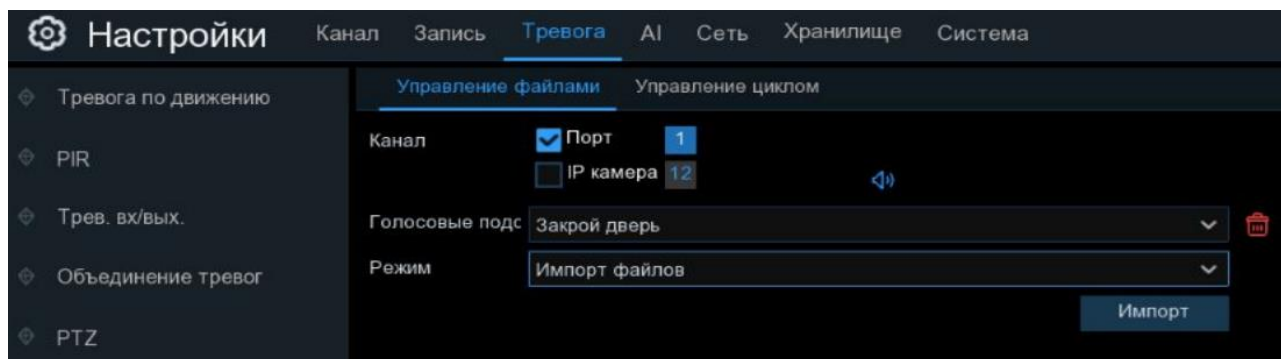 Настройки Канал Запись Тревога AI Сеть Хранилище Система
Тревога по движению
PIR
Трев. вх/вых.
Объединение тревог
PTZ
Управление файлами Управление циклом
Канал Порт 1
IP камера 12
Голосовые подс Закрой дверь
Режим Импорт файлов
Импорт